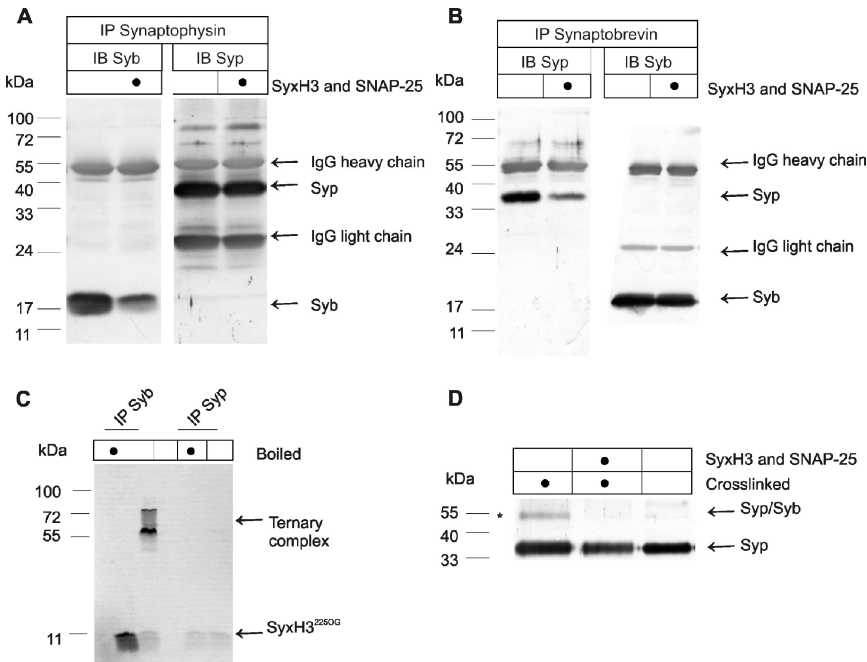 A
IP Synaptophysin
IB Syb
IB Syp
kDa
SyxH3 and SNAP-25
100
72
55
40
33
24
17
11
IgG heavy chain
Syp
IgG light chain
Syb
B
IP Synaptobrevin
IB Syp
IB Syb
kDa
SyxH3 and SNAP-25
100
72
55
40
33
24
17
11
IgG heavy chain
Syp
IgG light chain
Syb
C
IP Syb
IP Syp
kDa
Boiled
100
72
55
11
Ternary
complex
SyxH3225OG
D
SyxH3 and SNAP-25
kDa
Crosslinked
55
*
40
33
Syp/Syb
Syp